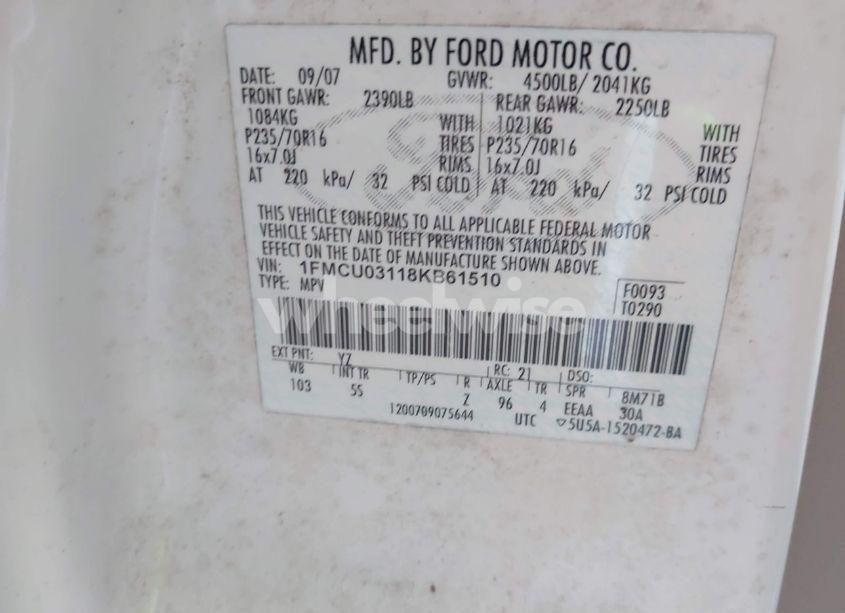 MFD. BY FORD MOTOR CO.
DATE: 09/07 GVWR: 4500LB/ 2041KG
FRONT GAWR: 2390LB REAR GAWR: 2250LB
1084KG WITH 1021KG WITH
P235/70R16 TIRES P235/70R16 TIRES
16x7.0J RIMS 16x7.0J RIMS
AT 220 kPa/ 32 PSI COLD AT 220 kPa/ 32 PSI COLD
THIS VEHICLE CONFORMS TO ALL APPLICABLE FEDERAL MOTOR
VEHICLE SAFETY AND THEFT PREVENTION STANDARDS IN
EFFECT ON THE DATE OF MANUFACTURE SHOWN ABOVE.
VIN: 1FMCU03118KB61510 F0093
TYPE: MPV T0290
wheelwise
EXT PNT: YZ RC: 21 DSO:
WB INT TR TP/PS R AXLE TR SPR 8M71B
103 5S Z 96 4 EEAA 30A
1200709075644 UTC ▽5U5A-1520472-BA